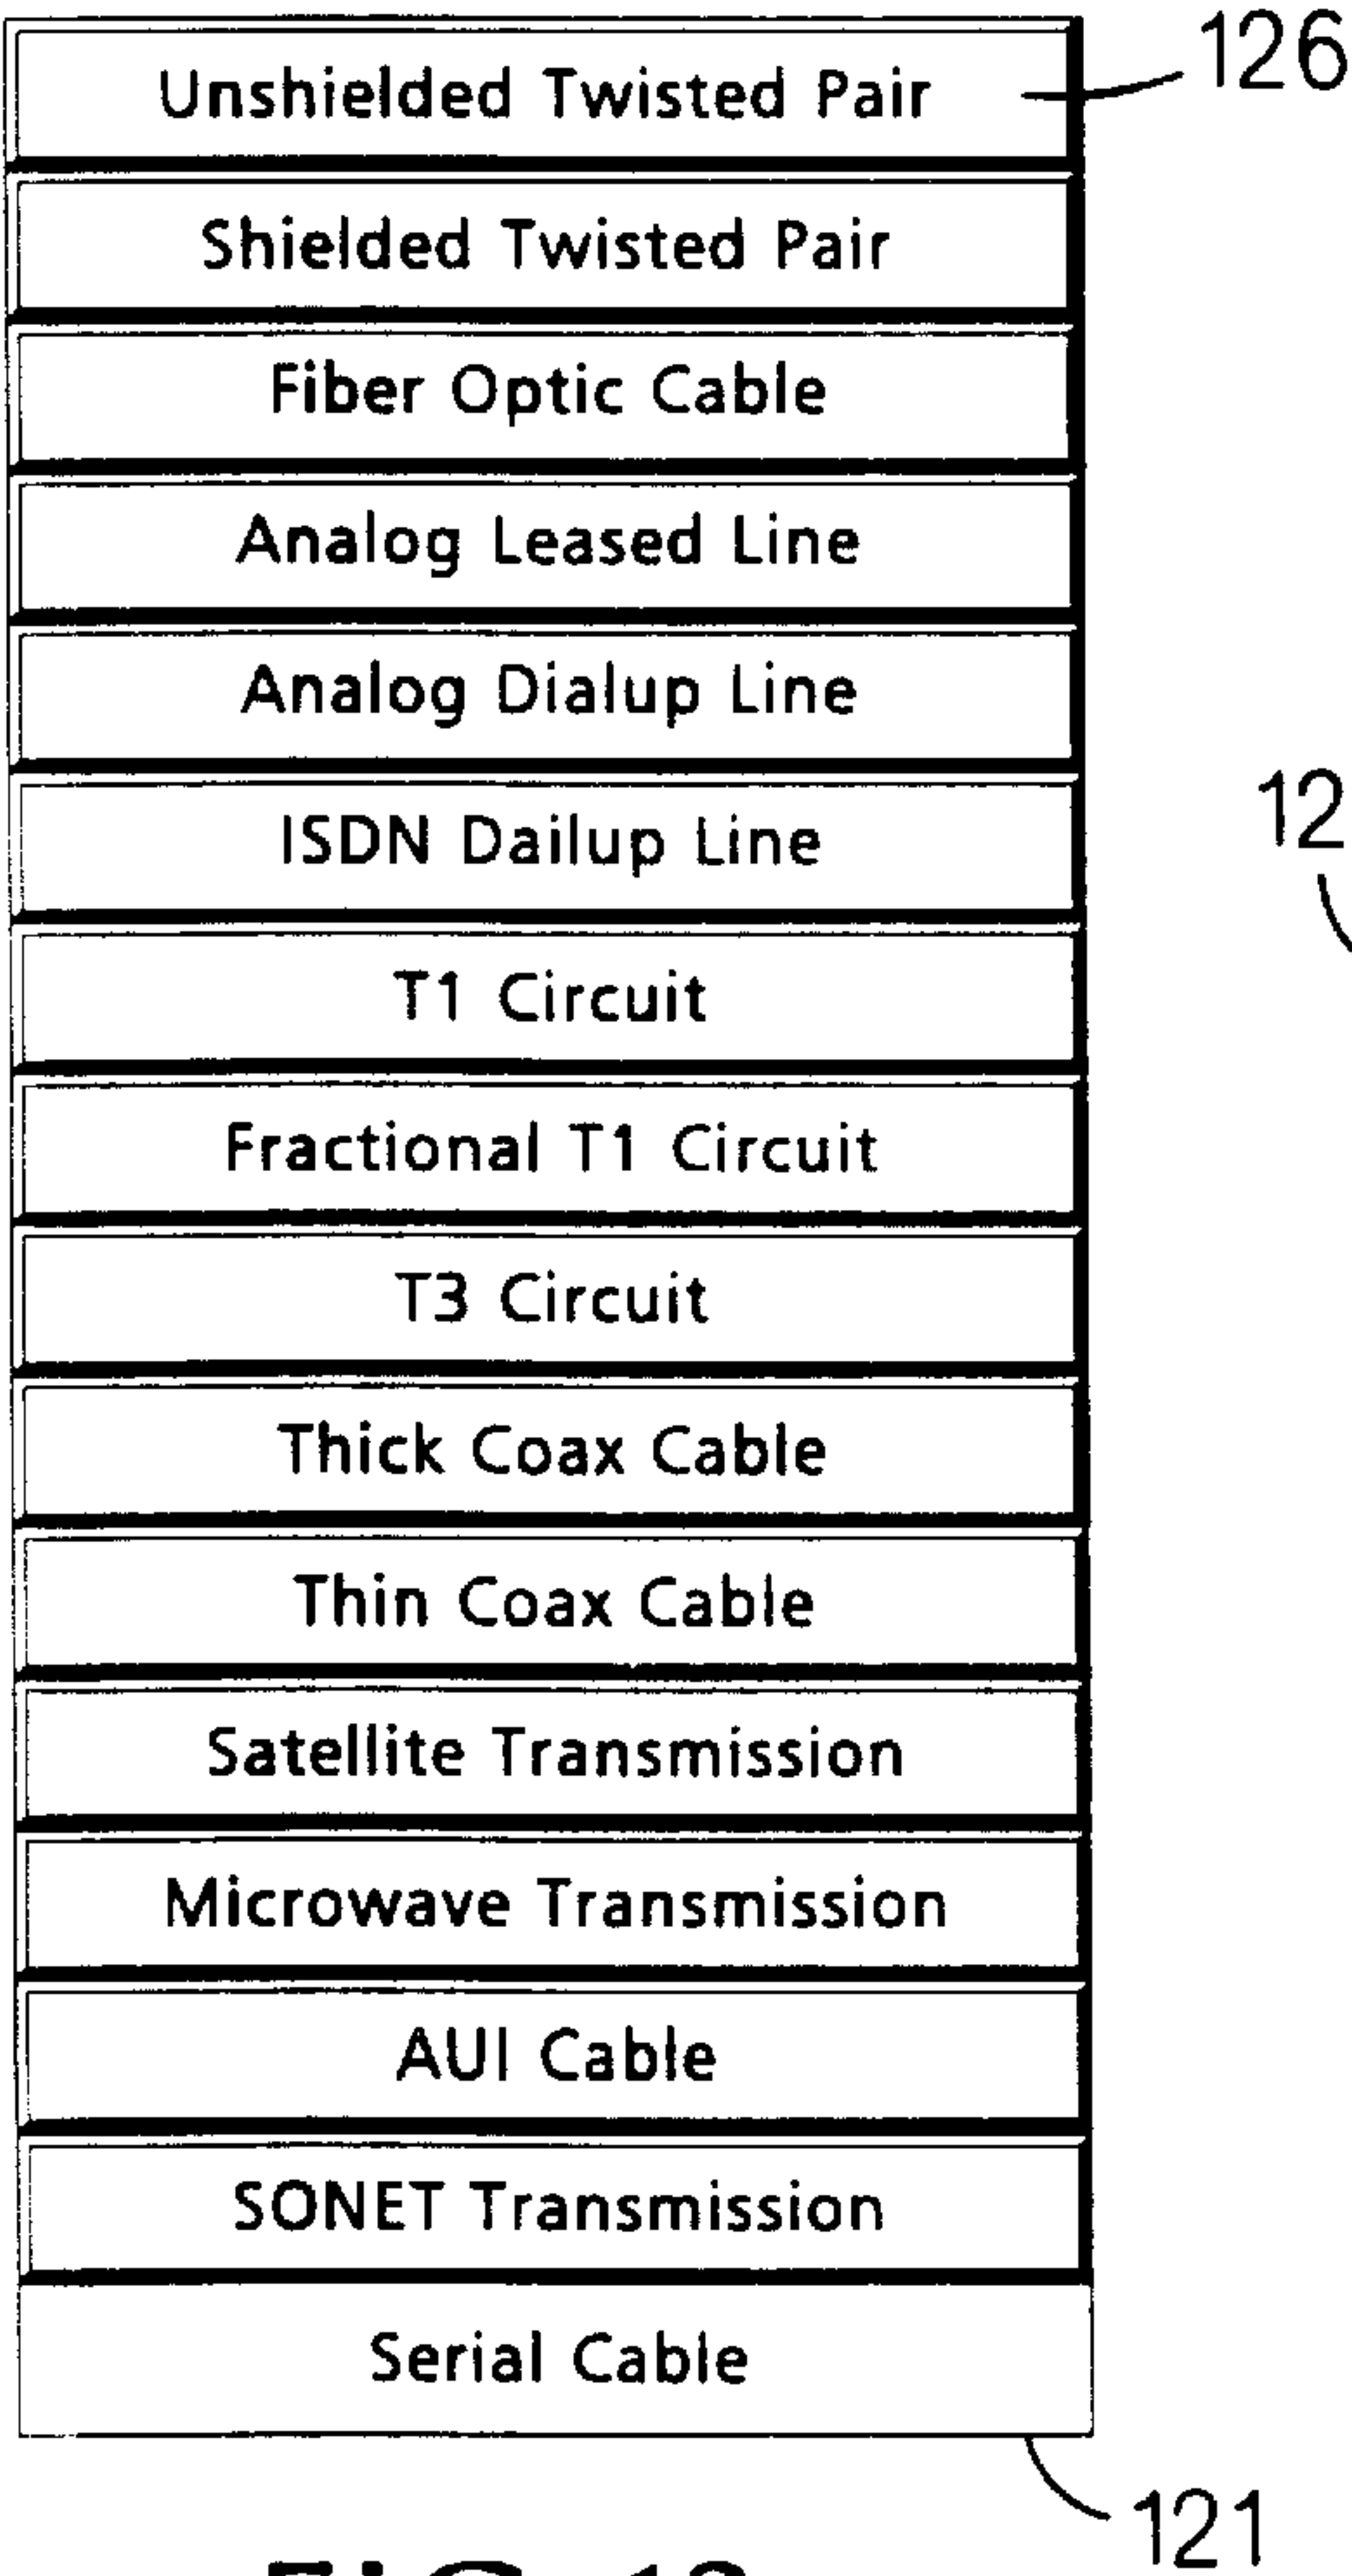 Unshielded Twisted Pair
126
Shielded Twisted Pair
Fiber Optic Cable
Analog Leased Line
Analog Dialup Line
12
ISDN Dailup Line
T1 Circuit
Fractional T1 Circuit
T3 Circuit
Thick Coax Cable
Thin Coax Cable
Satellite Transmission
Microwave Transmission
AUI Cable
SONET Transmission
Serial Cable
121